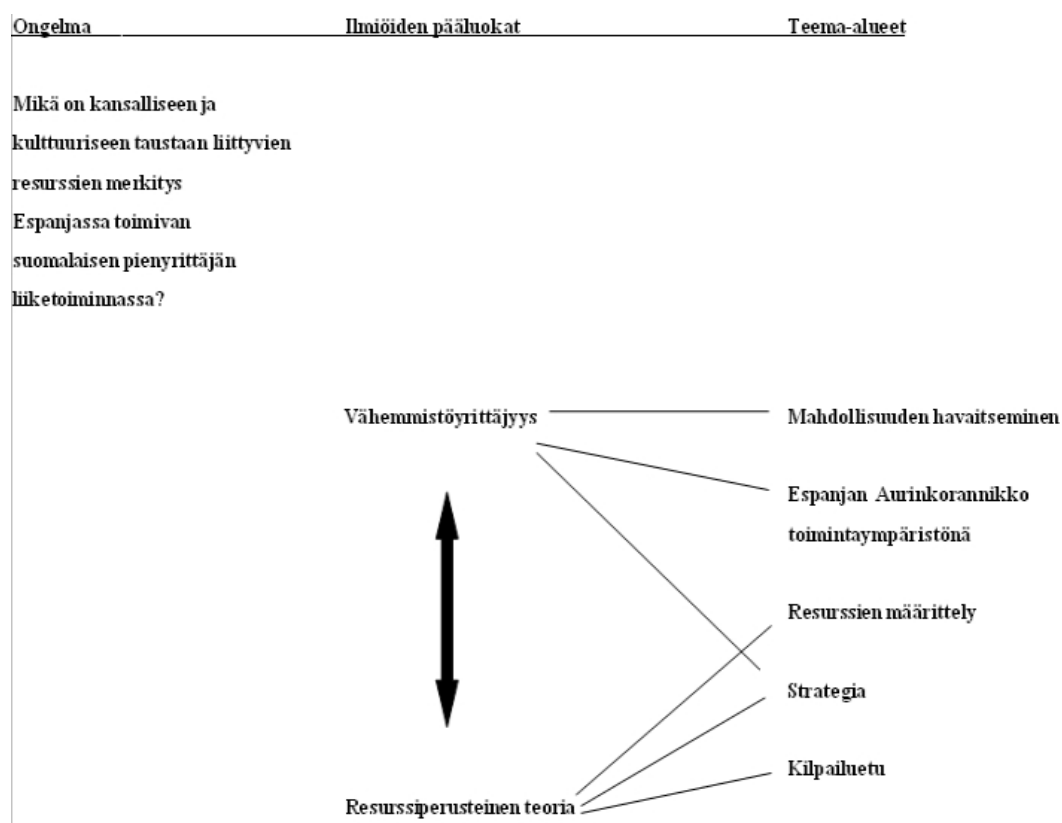 Ongelma Ilmiöiden pääluokat Teema-alueet
Mikä on kansalliseen ja
kulttuuriseen taustaan liittyvien
resurssien merkitys
Espanjassa toimivan
suomalaisen pienyrittäjän
liiketoiminnassa?
Vähemmistöyrittäjyys Mahdollisuuden havaitseminen
Espanjan Aurinkorannikko
toimintaympäristönä
Resurssien määrittely
Strategia
Kilpailuetu
Resurssiperusteinen teoria